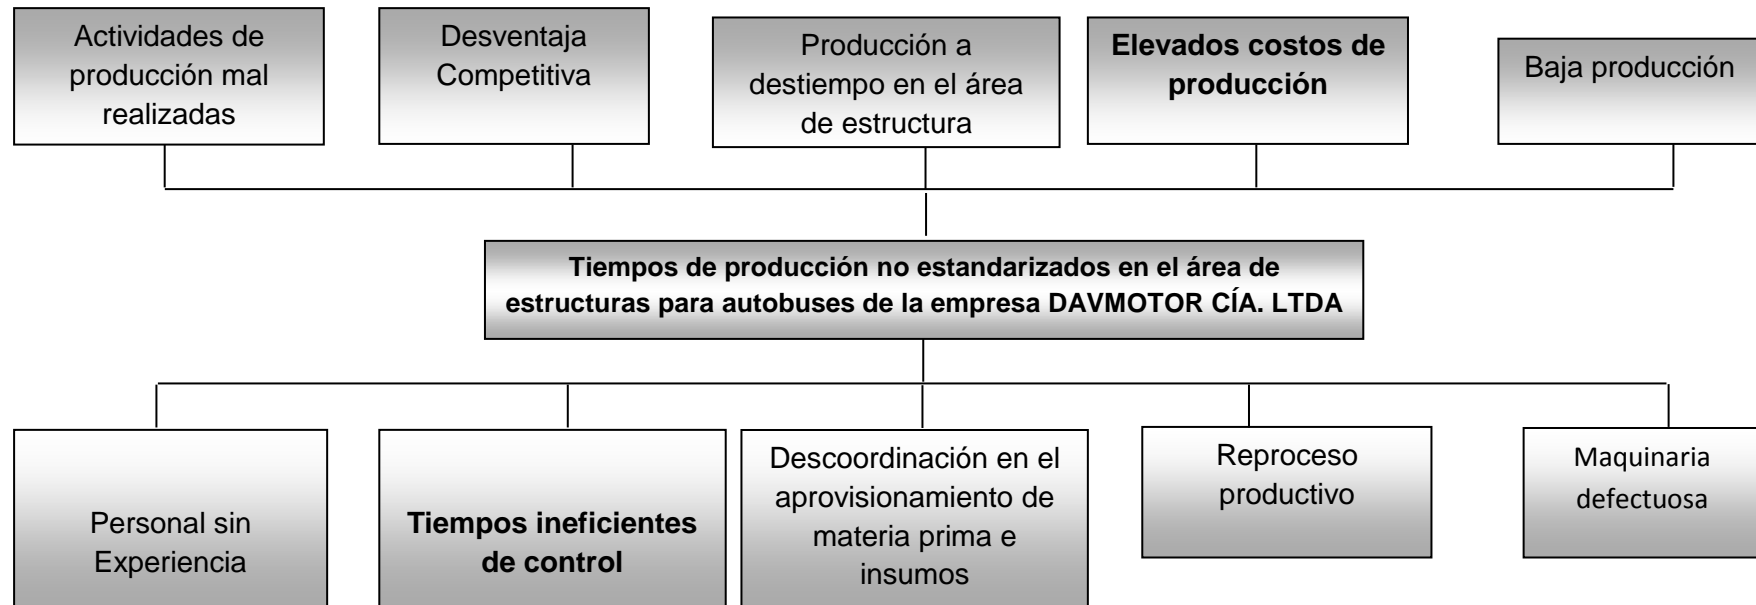 Actividades de
producción mal
realizadas
Desventaja
Competitiva
Producción a
destiempo en el área
de estructura
Elevados costos de
producción
Baja producción
Tiempos de producción no estandarizados en el área de
estructuras para autobuses de la empresa DAVMOTOR CÍA. LTDA
Personal sin
Experiencia
Tiempos ineficientes
de control
Descoordinación en el
aprovisionamiento de
materia prima e
insumos
Reproceso
productivo
Maquinaria
defectuosa